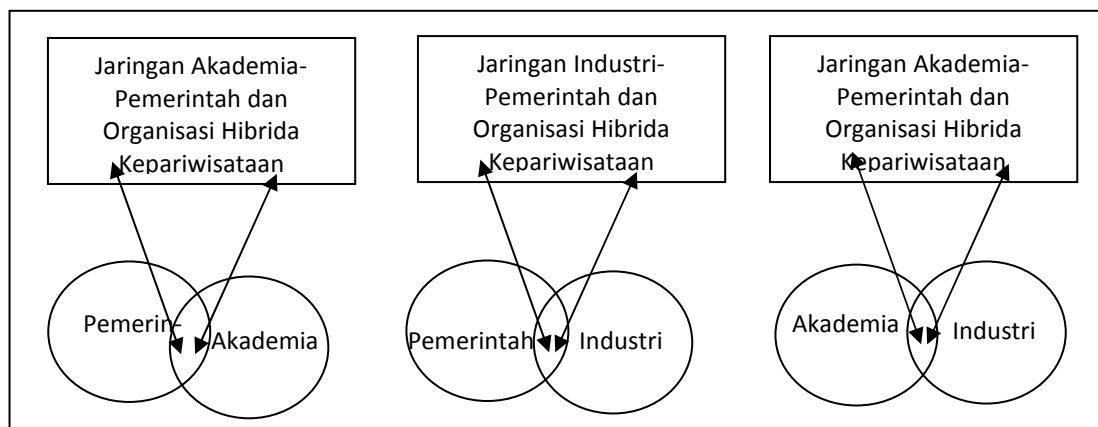 Jaringan Akademia-
Pemerintah dan
Organisasi Hibrida
Kepariwisataan
Jaringan Industri-
Pemerintah dan
Organisasi Hibrida
Kepariwisataan
Jaringan Akademia-
Pemerintah dan
Organisasi Hibrida
Kepariwisataan
Pemerin-
Akademia
Pemerintah
Industri
Akademia
Industri